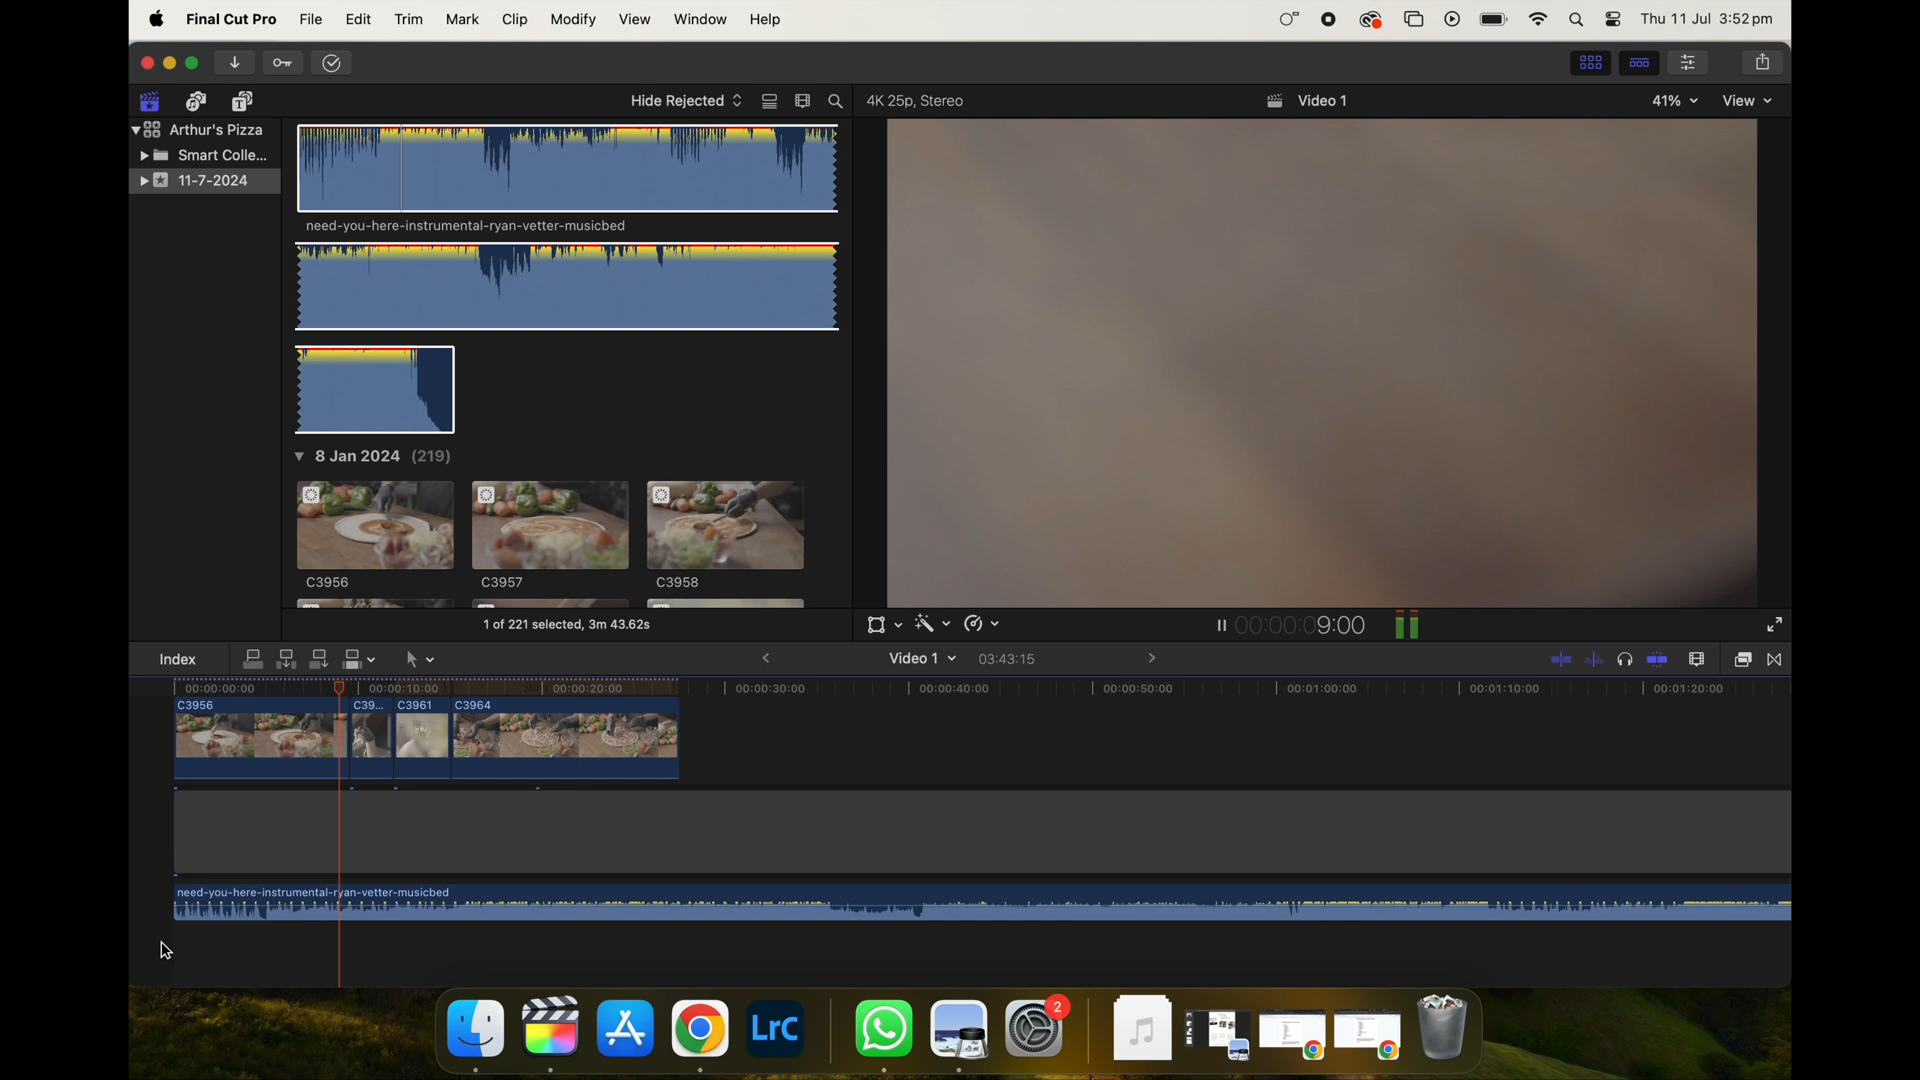 Final Cut Pro File Edit Trim Mark Clip Modify View Window Help Thu 11 Jul 3:52 pm
Hide Rejected 4K 25p, Stereo Video 1 41% View
Arthur's Pizza
Smart Colle...
11-7-2024
need-you-here-instrumental-ryan-vetter-musicbed
8 Jan 2024 (219)
C3956 C3957 C3958
1 of 221 selected, 3m 43.62s
00:00:09:00
Index Video 1 03:43:15
00:00:00:00 00:00:10:00 00:00:20:00 00:00:30:00 00:00:40:00 00:00:50:00 00:01:00:00 00:01:10:00 00:01:20:00
C3956 C39... C3961 C3964
need-you-here-instrumental-ryan-vetter-musicbed
LrC 2